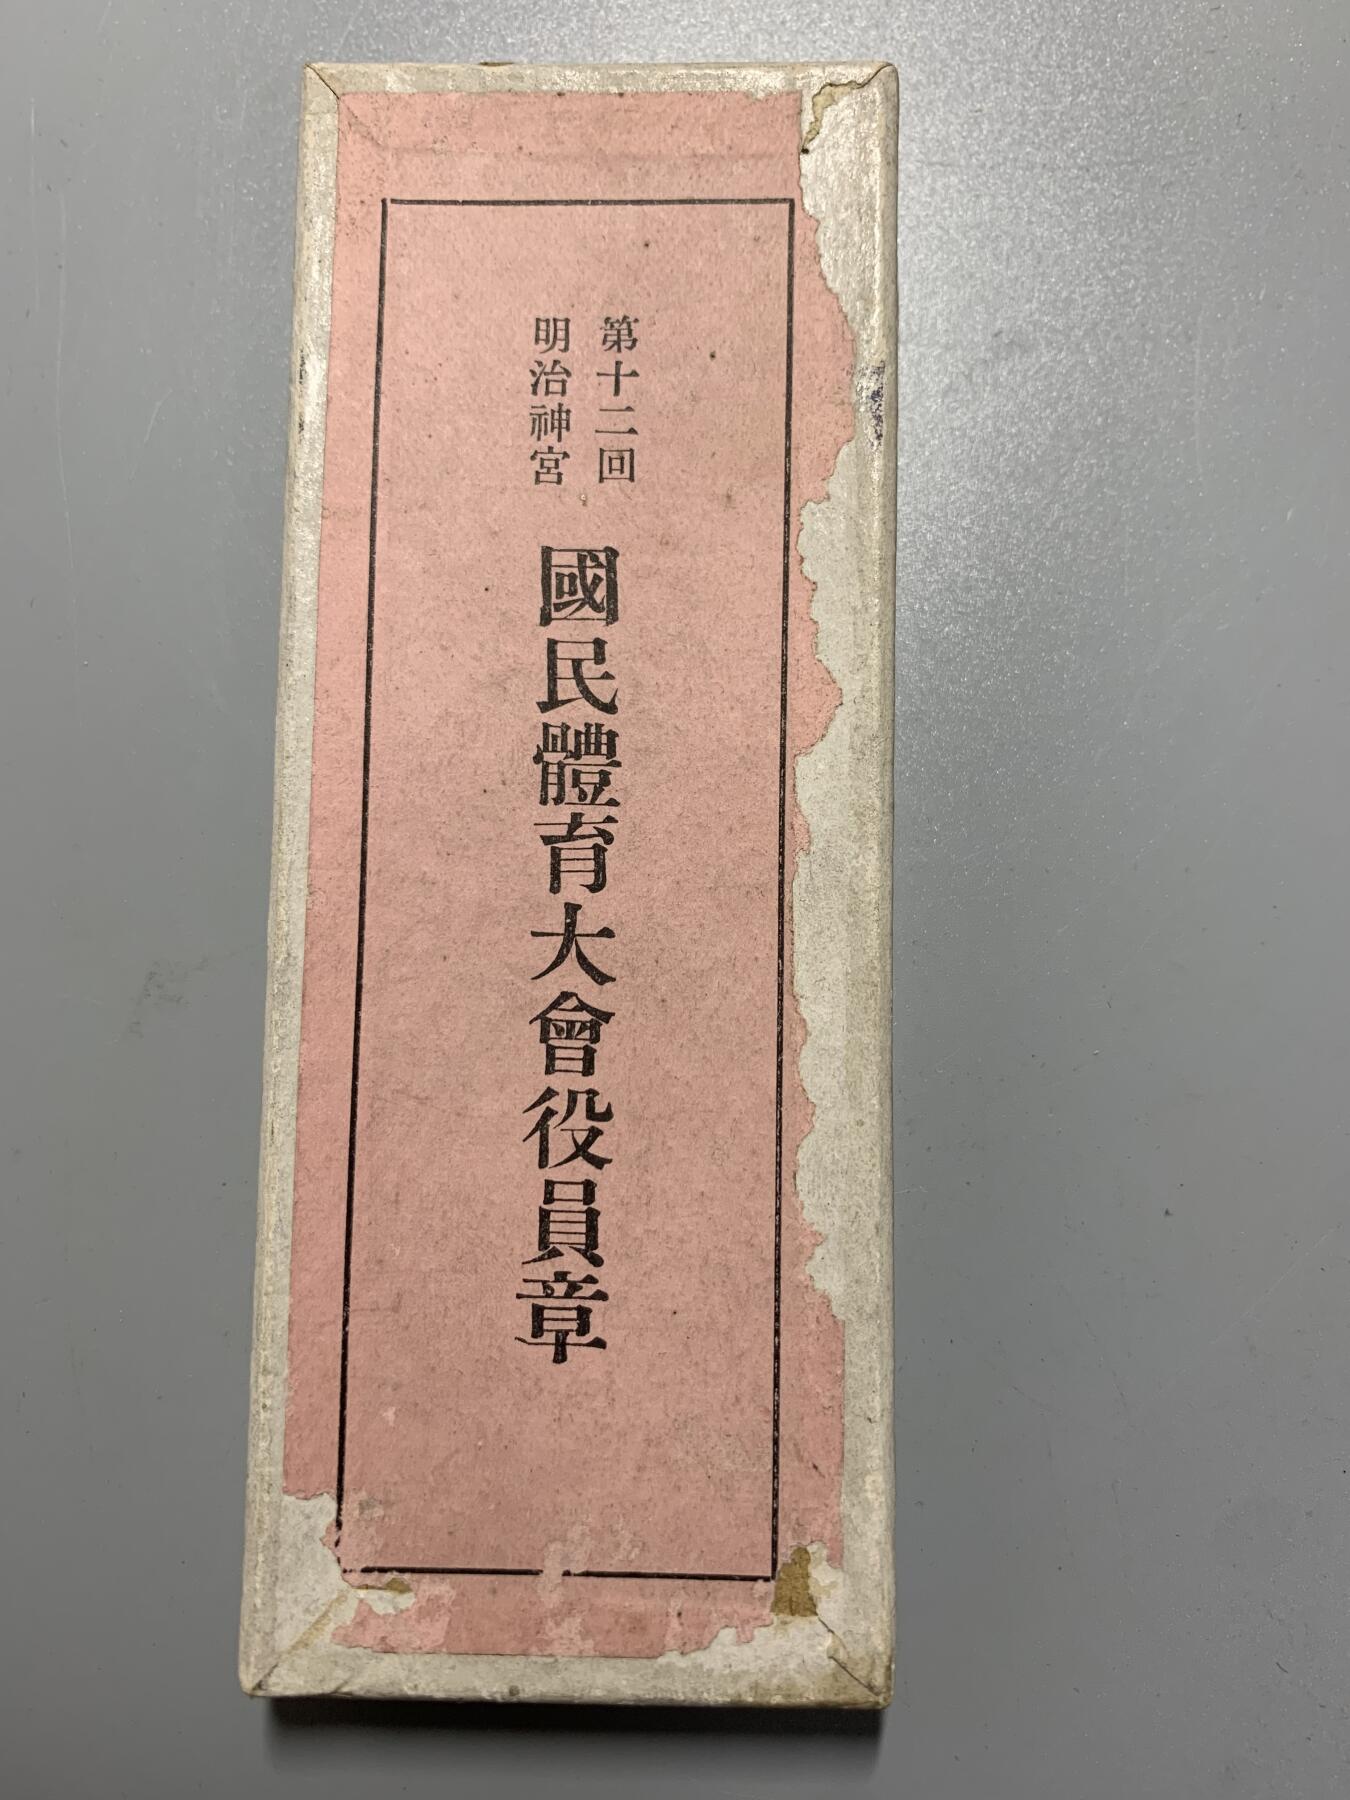 第十二回
明治神宮
國民體育大會役員章